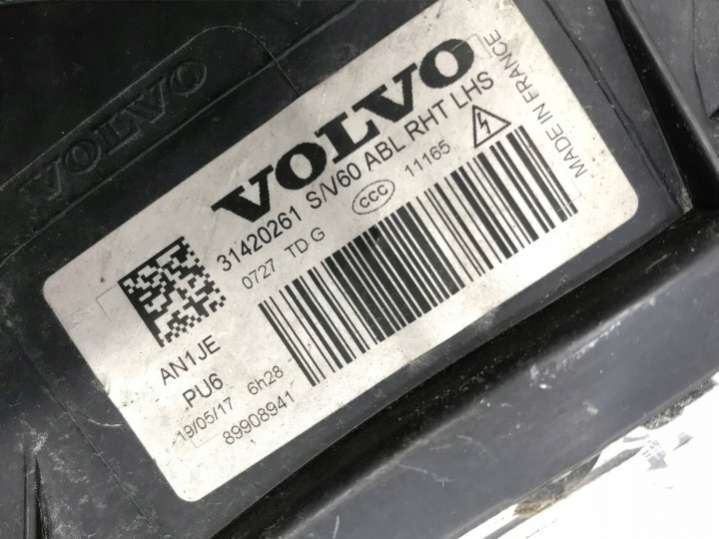 VOLVO
VOLVO
31420261 S/V60 ABL RHT LHS
0727 TD G CCC 11165
MADE IN FRANCE
AN1JE
PU6
19/05/17 6h28
89908941